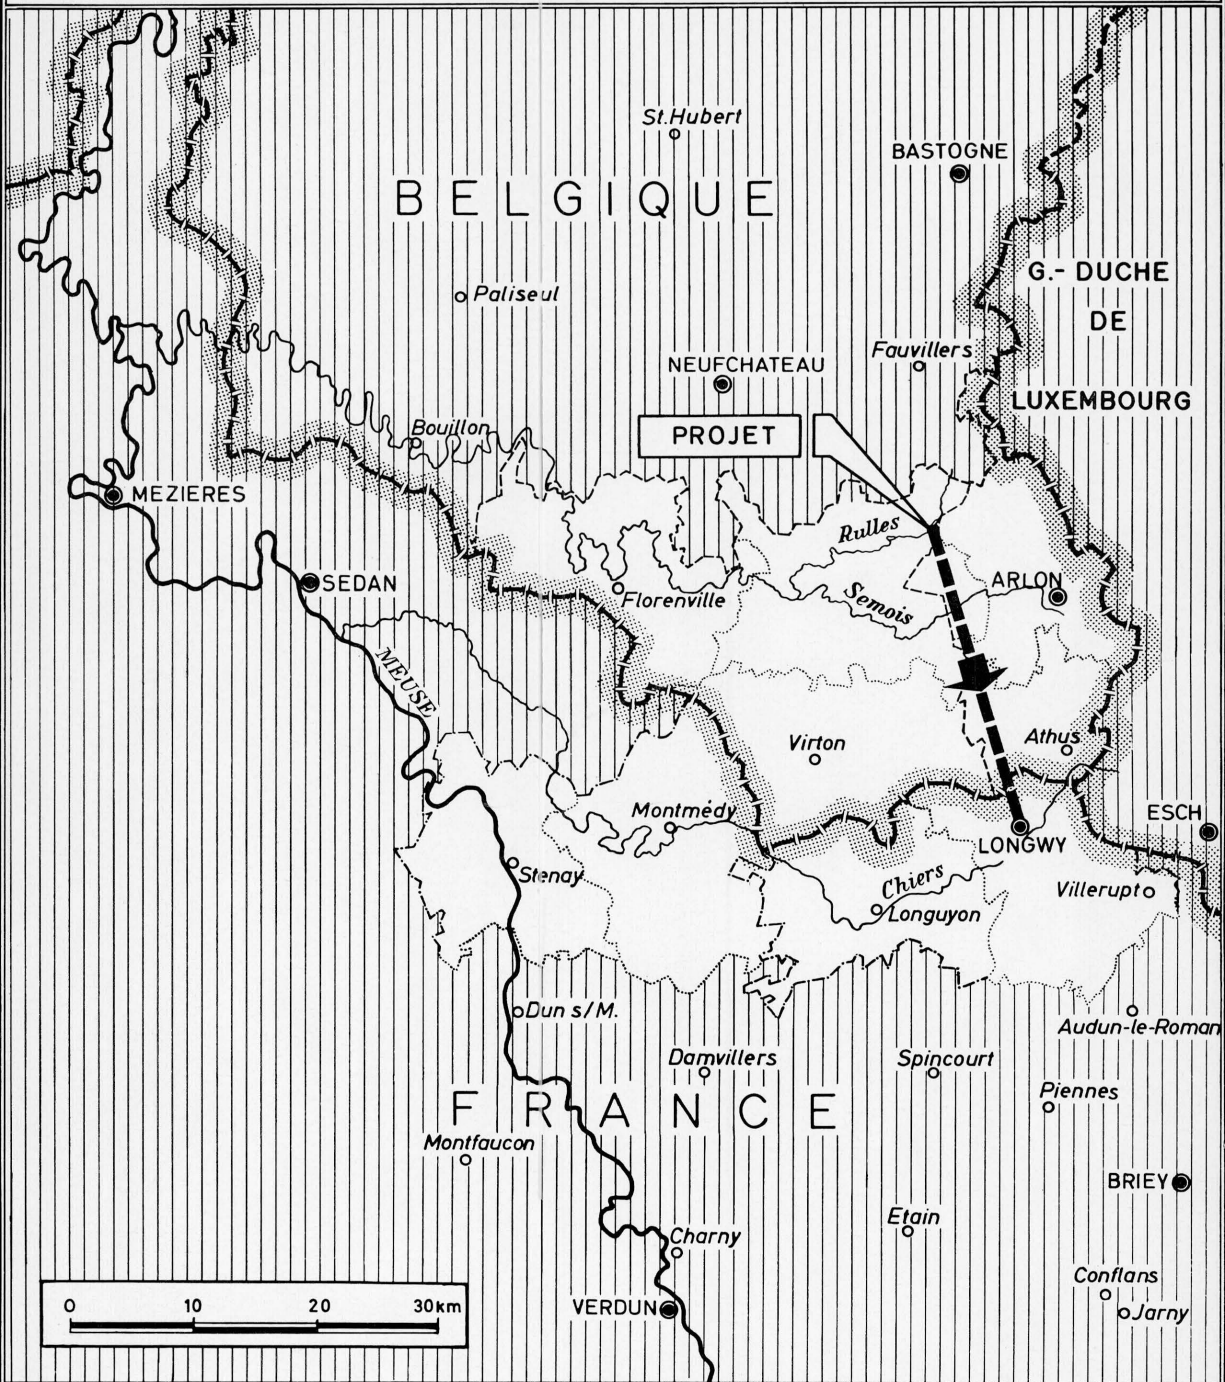 St.Hubert
BASTOGNE
BELGIQUE
G.- DUCHE
DE
LUXEMBOURG
Paliseul
Fauvillers
NEUFCHATEAU
Bouillon
PROJET
MEZIERES
Rulles
SEDAN
ARLON
Semois
Florenville
MEUSE
Virton
Athus
Montmédy
ESCH
LONGWY
Stenay
Chiers
Villerupt
Longuyon
Dun s/M.
Audun-le-Roman
Damvillers
Spincourt
Piennes
FRANCE
Montfaucon
BRIEY
Etain
Charny
Conflans
Jarny
VERDUN
0 10 20 30km